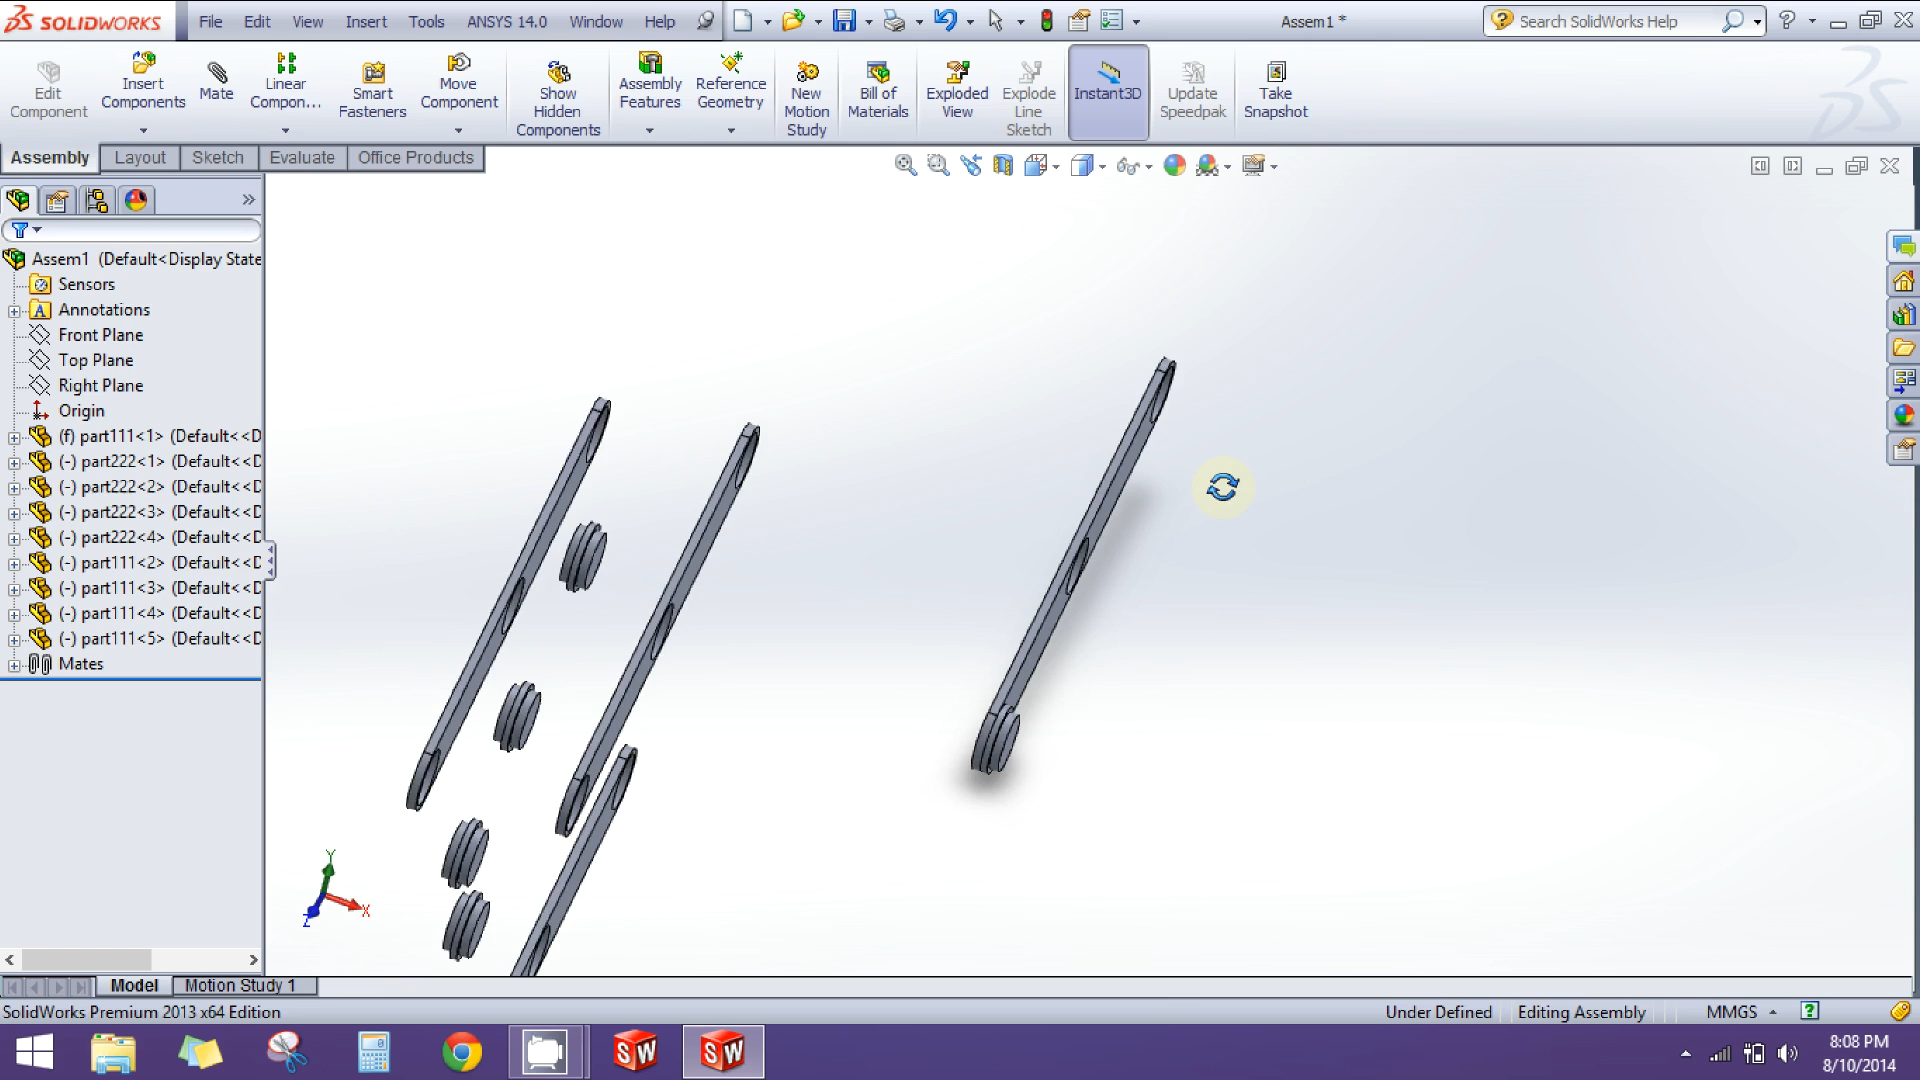 SOLIDWORKS File Edit View Insert Tools ANSYS 14.0 Window Help Assem1 * Search SolidWorks Help
Edit Component
Insert Components
Mate
Linear Compon...
Smart Fasteners
Move Component
Show Hidden Components
Assembly Features
Reference Geometry
New Motion Study
Bill of Materials
Exploded View
Explode Line Sketch
Instant3D
Update Speedpak
Take Snapshot
Assembly Layout Sketch Evaluate Office Products
Assem1 (Default<Display State
Sensors
Annotations
Front Plane
Top Plane
Right Plane
Origin
(f) part111<1> (Default<<D
(-) part222<1> (Default<<D
(-) part222<2> (Default<<D
(-) part222<3> (Default<<D
(-) part222<4> (Default<<D
(-) part111<2> (Default<<D
(-) part111<3> (Default<<D
(-) part111<4> (Default<<D
(-) part111<5> (Default<<D
Mates
Y
X
Z
Model Motion Study 1
SolidWorks Premium 2013 x64 Edition Under Defined Editing Assembly MMGS
SW SW 8:08 PM
8/10/2014